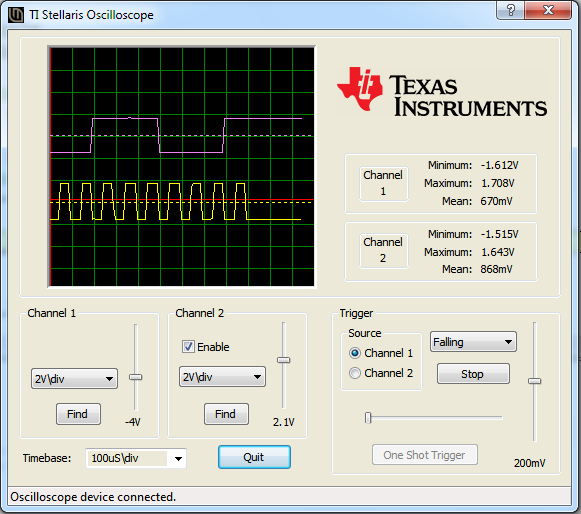 TI Stellaris Oscilloscope
TEXAS
INSTRUMENTS
Channel
1
Minimum: -1.612V
Maximum: 1.708V
Mean: 670mV
Channel
2
Minimum: -1.515V
Maximum: 1.643V
Mean: 868mV
Channel 1
2V\div
Find
-4V
Channel 2
Enable
2V\div
Find
2.1V
Trigger
Source
Channel 1
Channel 2
Falling
Stop
One Shot Trigger
200mV
Timebase: 100uS\div
Quit
Oscilloscope device connected.